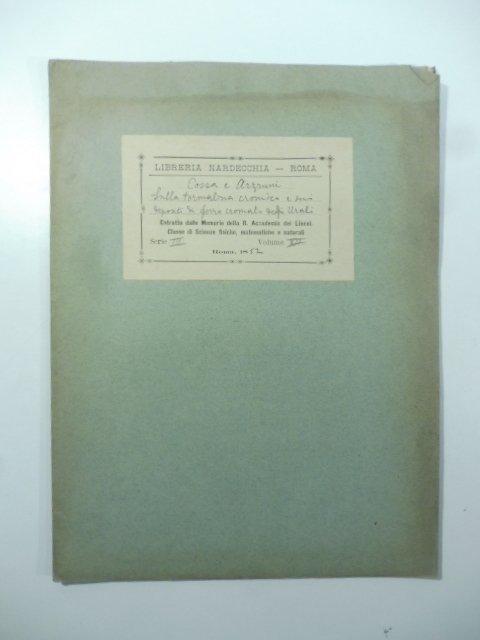 LIBRERIA NARDECCHIA — ROMA
Cossa e Arzruni
Sulla tormalina cromica e sui
depositi di ferro cromato degli Urali
Estratto dalle Memorie della R. Accademia dei Lincei.
Classe di Scienze fisiche, matematiche e naturali
Serie III Volume
Roma, 1882